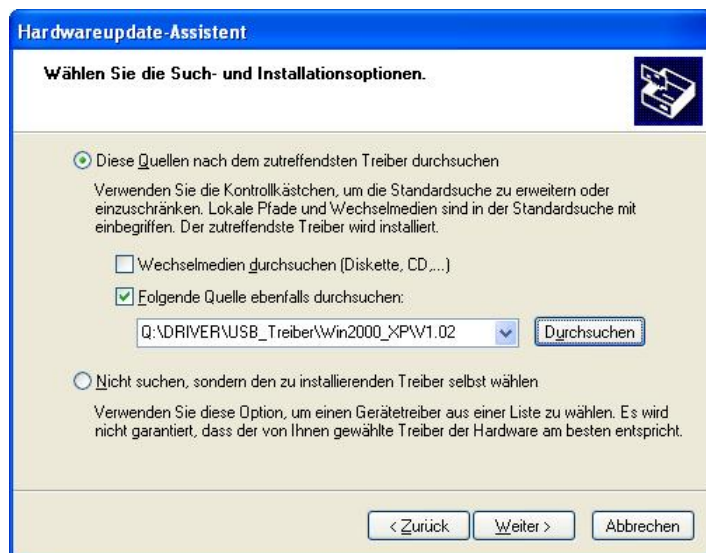 Hardwareupdate-Assistent
Wählen Sie die Such- und Installationsoptionen.
Diese Quellen nach dem zutreffendsten Treiber durchsuchen
Verwenden Sie die Kontrollkästchen, um die Standardsuche zu erweitern oder
einzuschränken. Lokale Pfade und Wechselmedien sind in der Standardsuche mit
einbegriffen. Der zutreffendste Treiber wird installiert.
Wechselmedien durchsuchen (Diskette, CD,...)
Folgende Quelle ebenfalls durchsuchen:
Q:\DRIVER\USB_Treiber\Win2000_XP\V1.02
Durchsuchen
Nicht suchen, sondern den zu installierenden Treiber selbst wählen
Verwenden Sie diese Option, um einen Gerätetreiber aus einer Liste zu wählen. Es wird
nicht garantiert, dass der von Ihnen gewählte Treiber der Hardware am besten entspricht.
< Zurück
Weiter >
Abbrechen